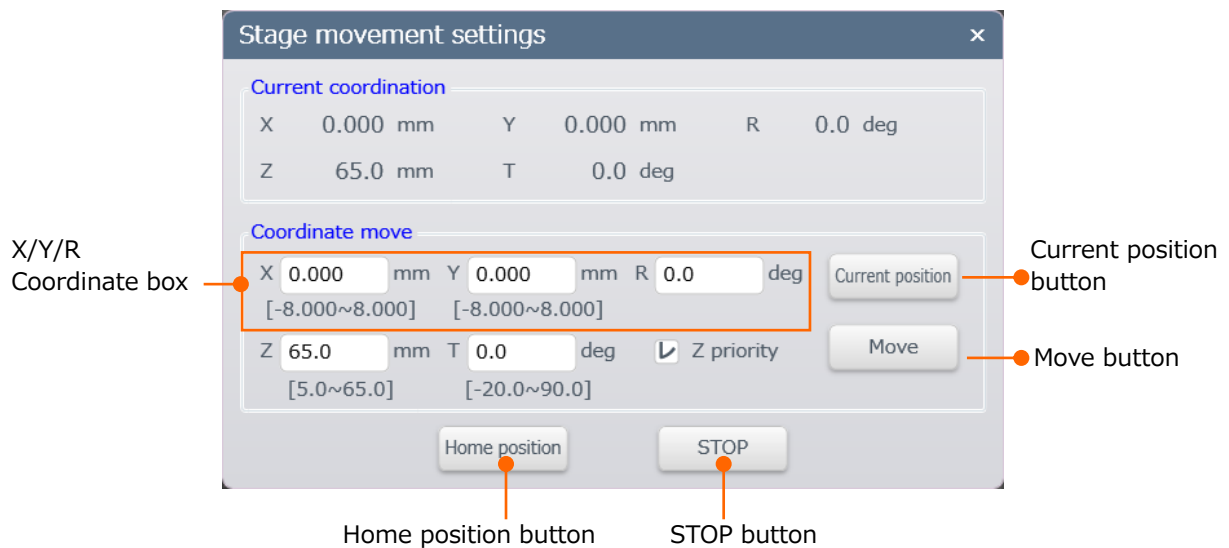 Stage movement settings ×
Current coordination
X 0.000 mm Y 0.000 mm R 0.0 deg
Z 65.0 mm T 0.0 deg
Coordinate move
X/Y/R
Coordinate box
X 0.000 mm Y 0.000 mm R 0.0 deg
[-8.000~8.000] [-8.000~8.000]
Current position
Current position
button
Z 65.0 mm T 0.0 deg Z priority
[5.0~65.0] [-20.0~90.0]
Move
Move button
Home position STOP
Home position button STOP button